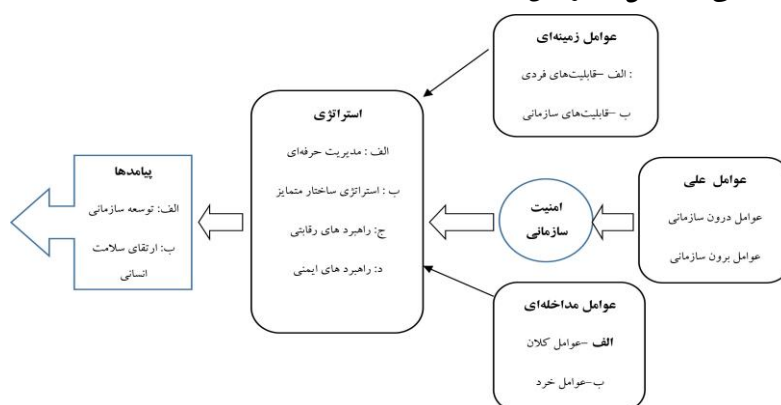 عوامل زمینه‌ای
: الف –قابلیت‌های فردی
ب –قابلیت‌های سازمانی
عوامل علی
عوامل درون سازمانی
عوامل برون سازمانی
امنیت
سازمانی
عوامل مداخله‌ای
الف –عوامل کلان
ب–عوامل خرد
استراتژی
الف : مدیریت حرفه‌ای
ب : استراتژی ساختار متمایز
ج: راهبرد های رقابتی
د: راهبرد های ایمنی
پیامدها
الف: توسعه سازمانی
ب: ارتقای سلامت
انسانی